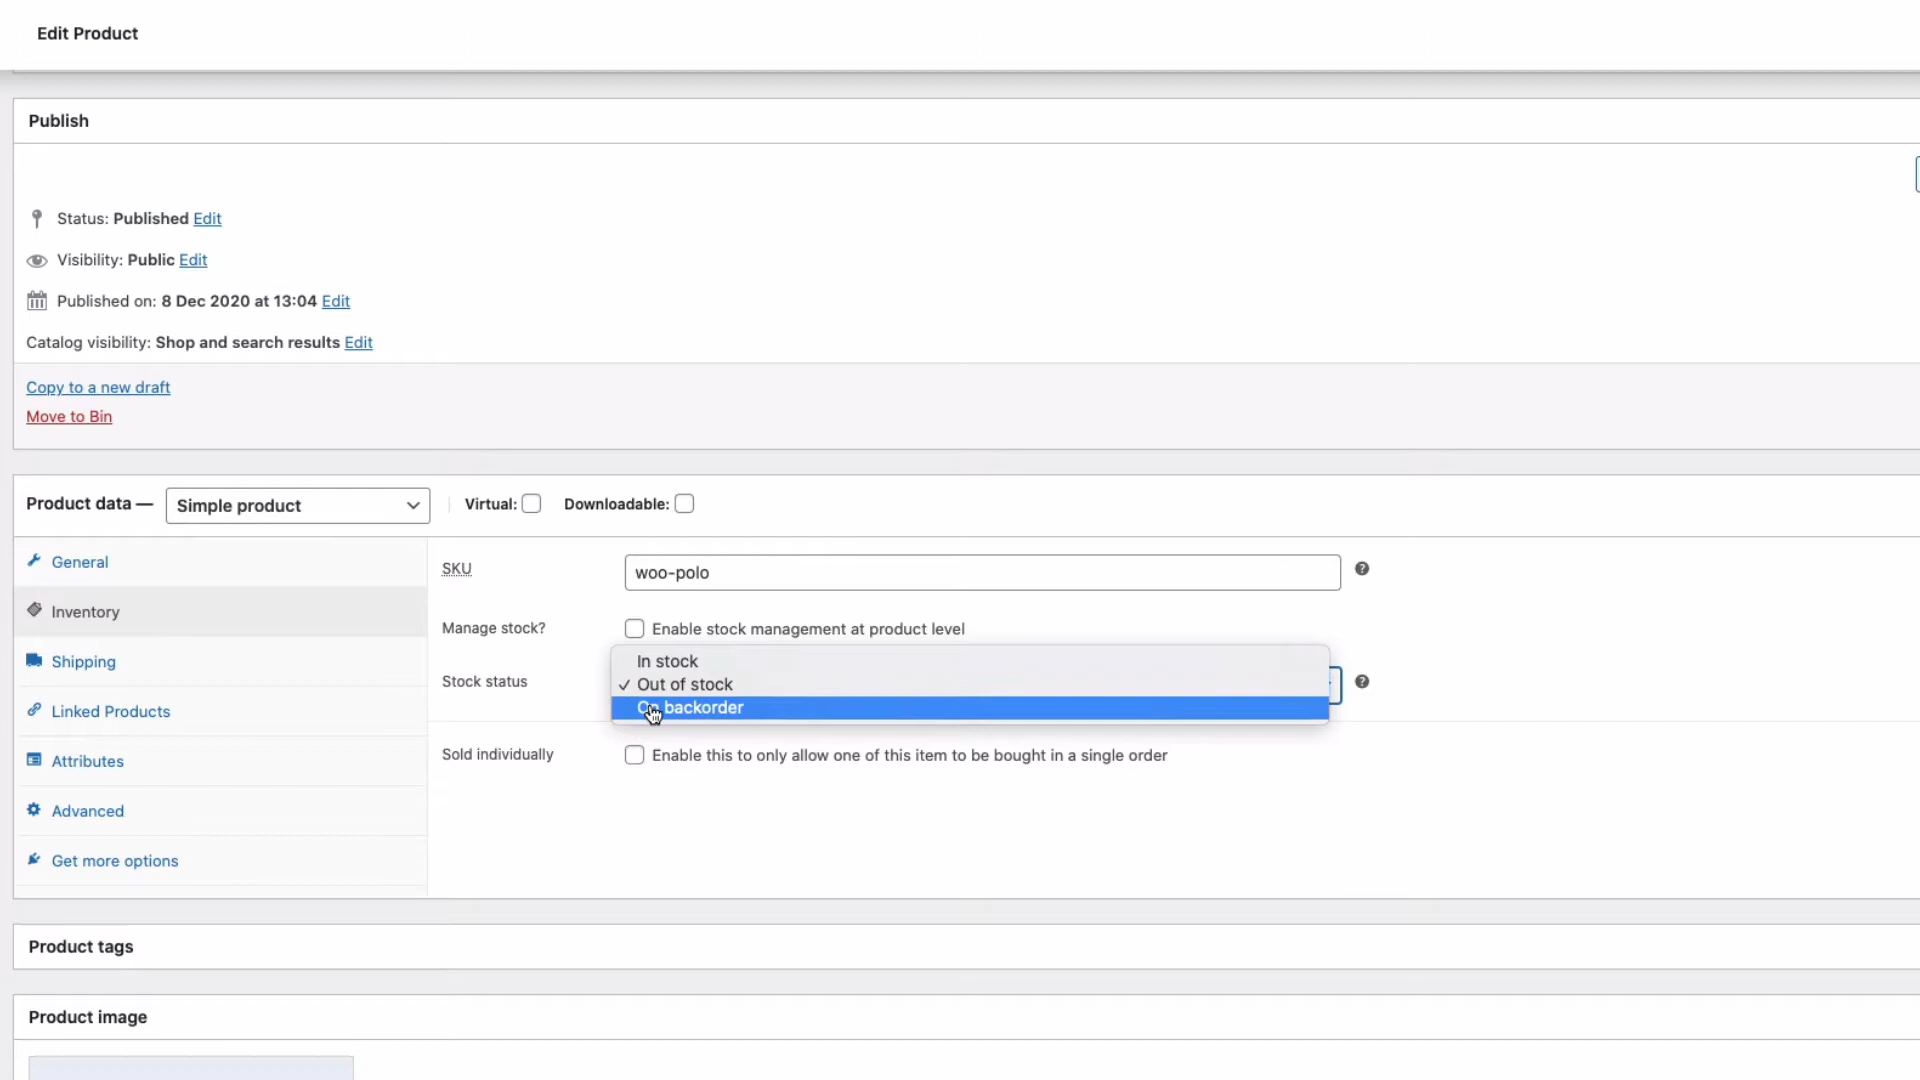 Edit Product
Publish
Status: Published Edit
Visibility: Public Edit
Published on: 8 Dec 2020 at 13:04 Edit
Catalog visibility: Shop and search results Edit
Copy to a new draft
Move to Bin
Product data — Simple product Virtual: Downloadable:
General
Inventory
Shipping
Linked Products
Attributes
Advanced
Get more options
SKU woo-polo
Manage stock? Enable stock management at product level
In stock
Stock status
Out of stock
On backorder
Sold individually Enable this to only allow one of this item to be bought in a single order
Product tags
Product image